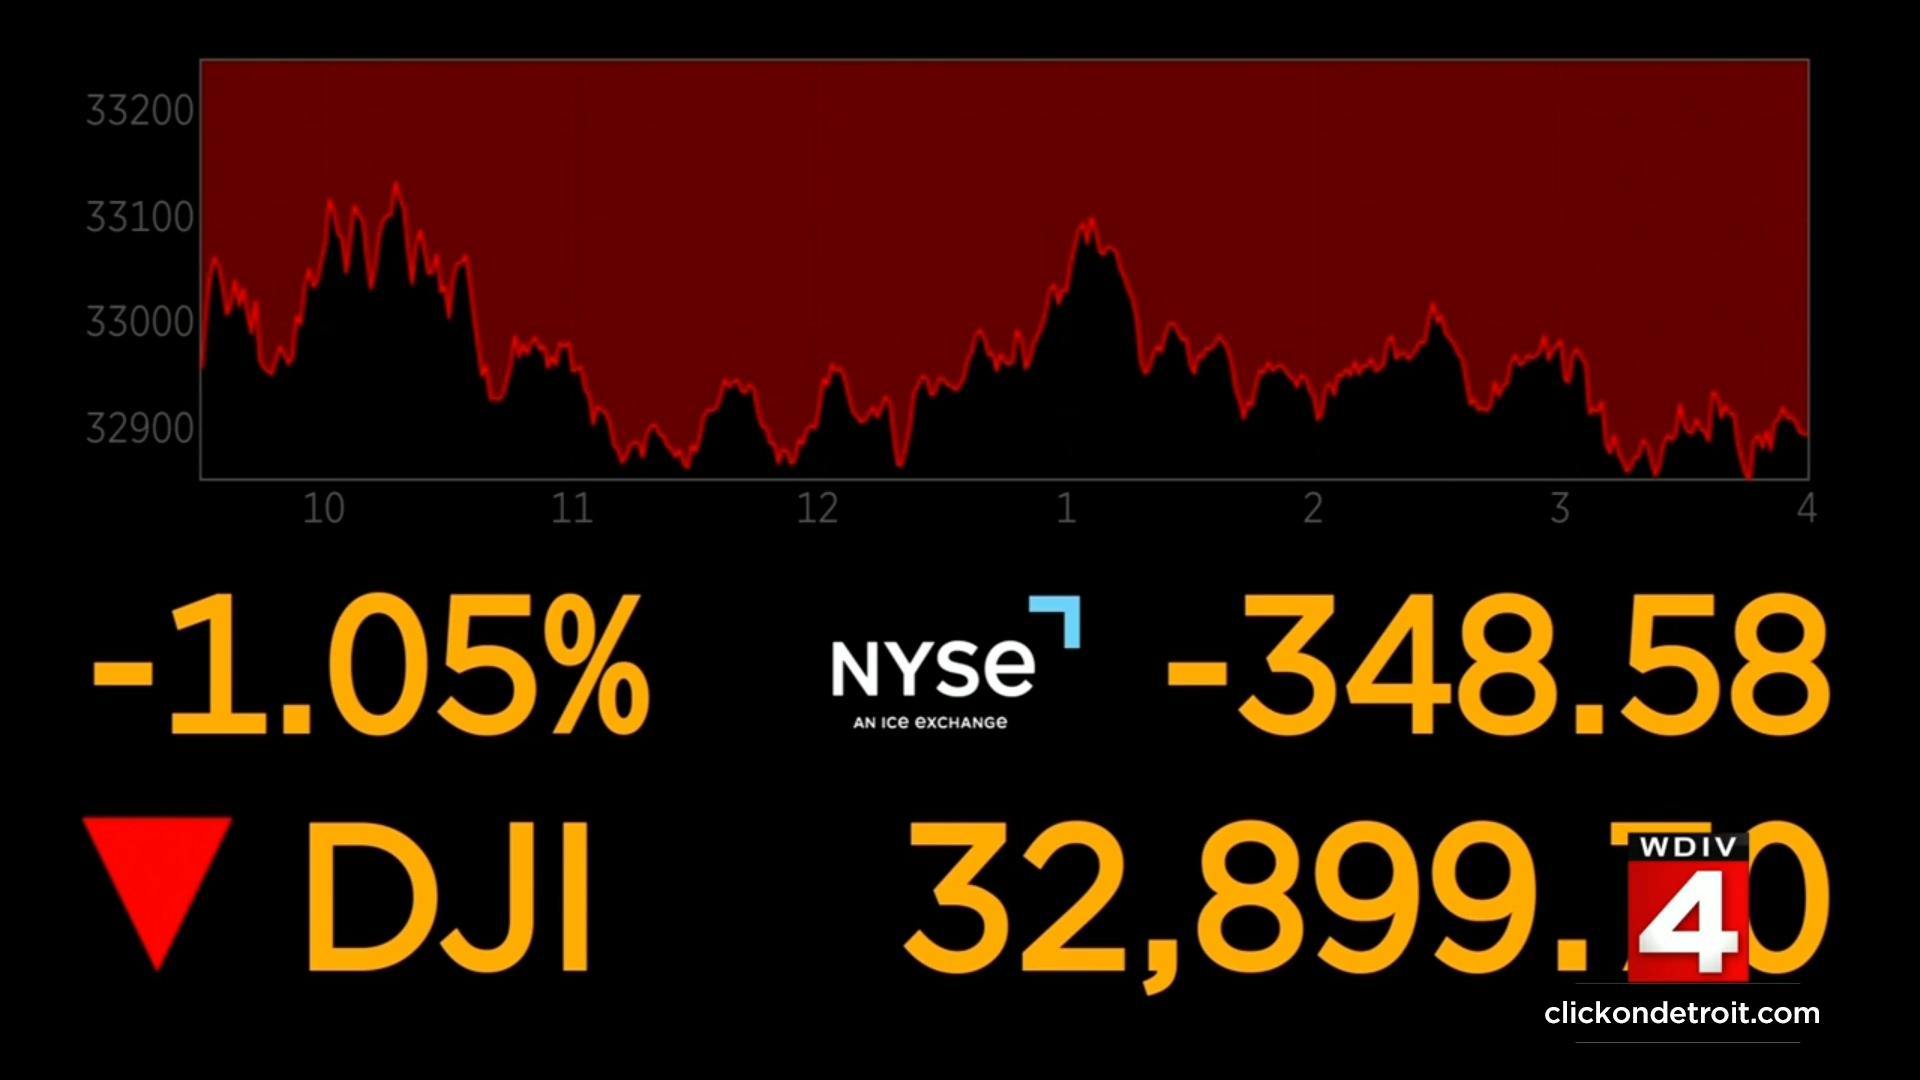 33200
33100
33000
32900
10 11 12 1 2 3 4
-1.05%
NYSE
AN ICE EXCHANGE
-348.58
DJI
32,899.70
WDIV
4
clickondetroit.com